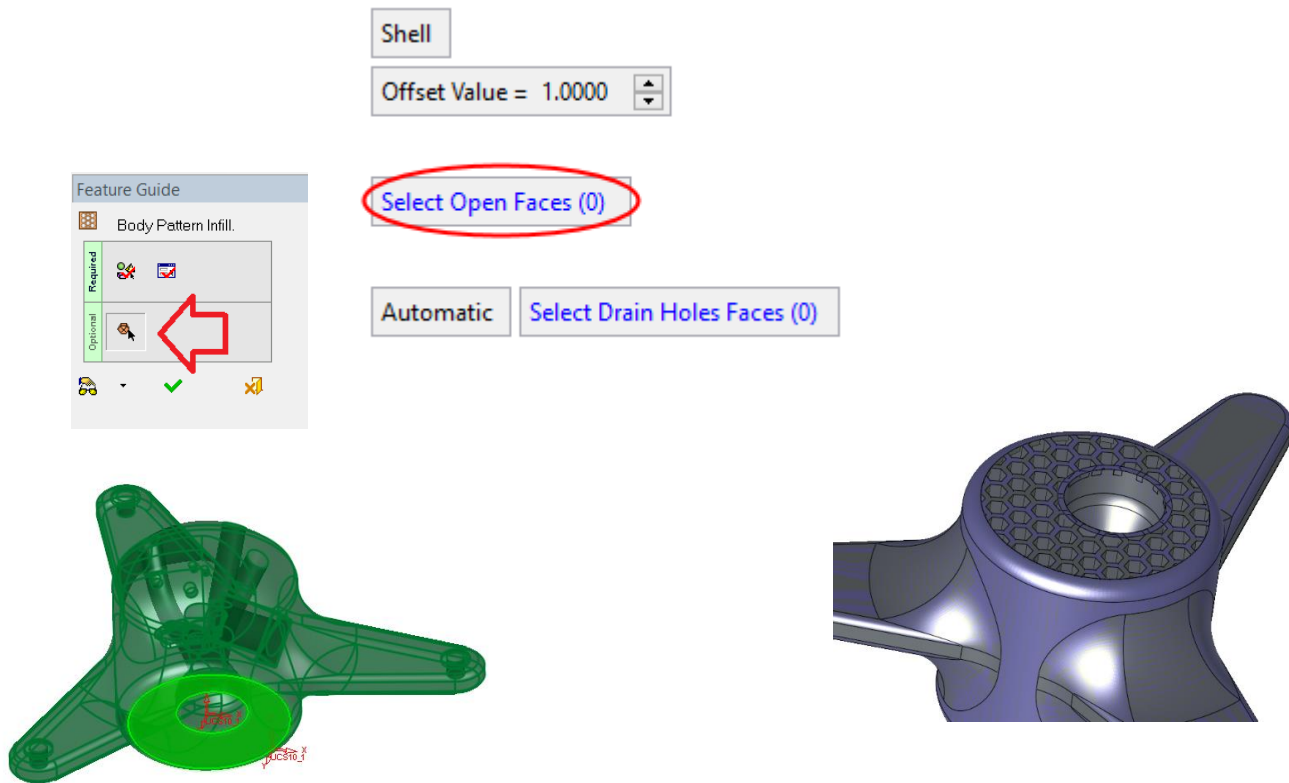 Shell
Offset Value = 1.0000
Select Open Faces (0)
Feature Guide
Body Pattern Infill.
Required
Optional
Automatic
Select Drain Holes Faces (0)
X
Y
UCS10_1